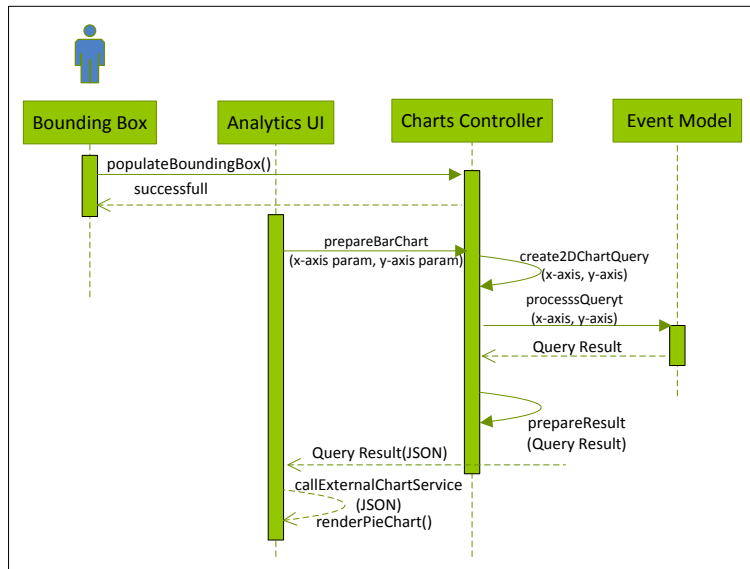 Bounding Box
Analytics UI
Charts Controller
Event Model
populateBoundingBox()
successfull
prepareBarChart
(x-axis param, y-axis param)
create2DChartQuery
(x-axis, y-axis)
processsQueryt
(x-axis, y-axis)
Query Result
prepareResult
(Query Result)
Query Result(JSON)
callExternalChartService
(JSON)
renderPieChart()